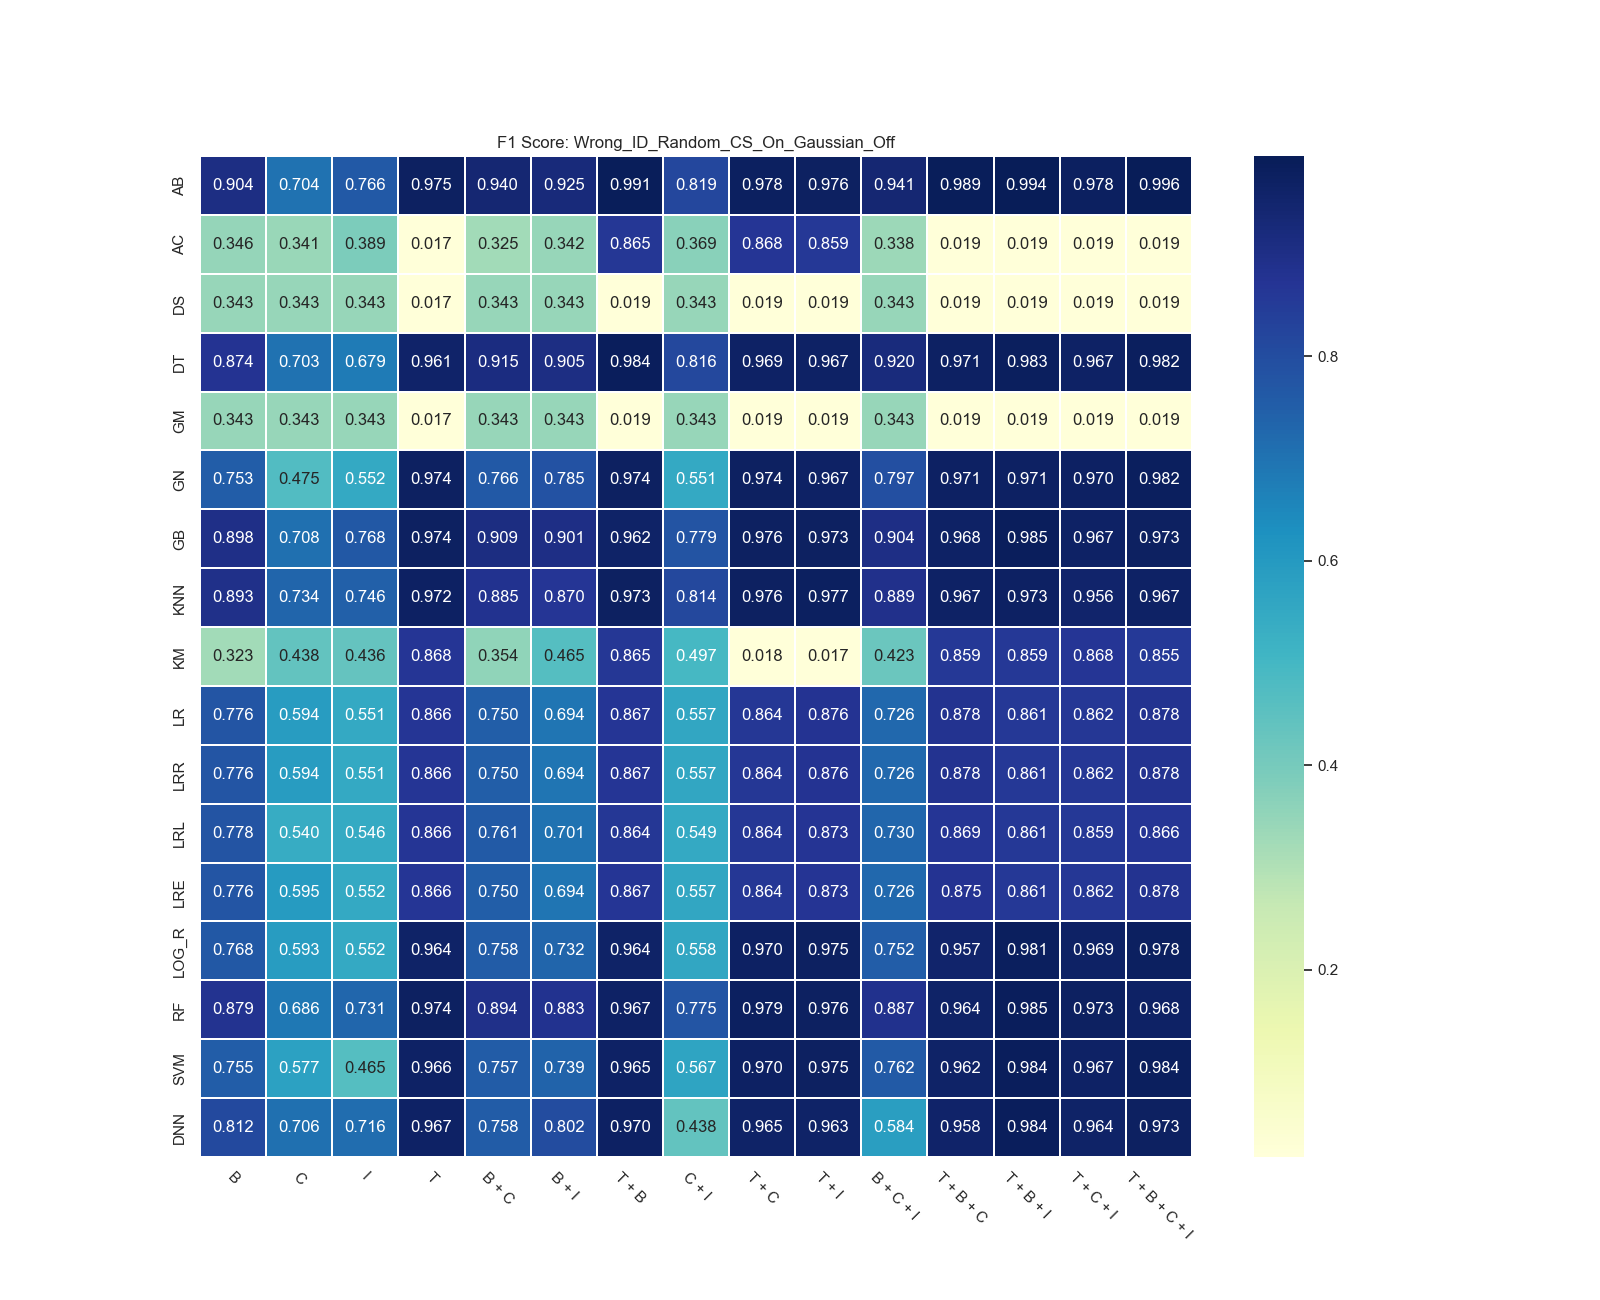 F1 Score: Wrong_ID_Random_CS_On_Gaussian_Off
AB 0.904 0.704 0.766 0.975 0.940 0.925 0.991 0.819 0.978 0.976 0.941 0.989 0.994 0.978 0.996
AC 0.346 0.341 0.389 0.017 0.325 0.342 0.865 0.369 0.868 0.859 0.338 0.019 0.019 0.019 0.019
DS 0.343 0.343 0.343 0.017 0.343 0.343 0.019 0.343 0.019 0.019 0.343 0.019 0.019 0.019 0.019
DT 0.874 0.703 0.679 0.961 0.915 0.905 0.984 0.816 0.969 0.967 0.920 0.971 0.983 0.967 0.982
GM 0.343 0.343 0.343 0.017 0.343 0.343 0.019 0.343 0.019 0.019 0.343 0.019 0.019 0.019 0.019
GN 0.753 0.475 0.552 0.974 0.766 0.785 0.974 0.551 0.974 0.967 0.797 0.971 0.971 0.970 0.982
GB 0.898 0.708 0.768 0.974 0.909 0.901 0.962 0.779 0.976 0.973 0.904 0.968 0.985 0.967 0.973
KNN 0.893 0.734 0.746 0.972 0.885 0.870 0.973 0.814 0.976 0.977 0.889 0.967 0.973 0.956 0.967
KM 0.323 0.438 0.436 0.868 0.354 0.465 0.865 0.497 0.018 0.017 0.423 0.859 0.859 0.868 0.855
LR 0.776 0.594 0.551 0.866 0.750 0.694 0.867 0.557 0.864 0.876 0.726 0.878 0.861 0.862 0.878
LRR 0.776 0.594 0.551 0.866 0.750 0.694 0.867 0.557 0.864 0.876 0.726 0.878 0.861 0.862 0.878
LRL 0.778 0.540 0.546 0.866 0.761 0.701 0.864 0.549 0.864 0.873 0.730 0.869 0.861 0.859 0.866
LRE 0.776 0.595 0.552 0.866 0.750 0.694 0.867 0.557 0.864 0.873 0.726 0.875 0.861 0.862 0.878
LOG_R 0.768 0.593 0.552 0.964 0.758 0.732 0.964 0.558 0.970 0.975 0.752 0.957 0.981 0.969 0.978
RF 0.879 0.686 0.731 0.974 0.894 0.883 0.967 0.775 0.979 0.976 0.887 0.964 0.985 0.973 0.968
SVM 0.755 0.577 0.465 0.966 0.757 0.739 0.965 0.567 0.970 0.975 0.762 0.962 0.984 0.967 0.984
DNN 0.812 0.706 0.716 0.967 0.758 0.802 0.970 0.438 0.965 0.963 0.584 0.958 0.984 0.964 0.973
B C I T B + C B + I T + B C + I T + C T + I B + C + I T + B + C T + B + I T + C + I T + B + C + I
0.8
0.6
0.4
0.2